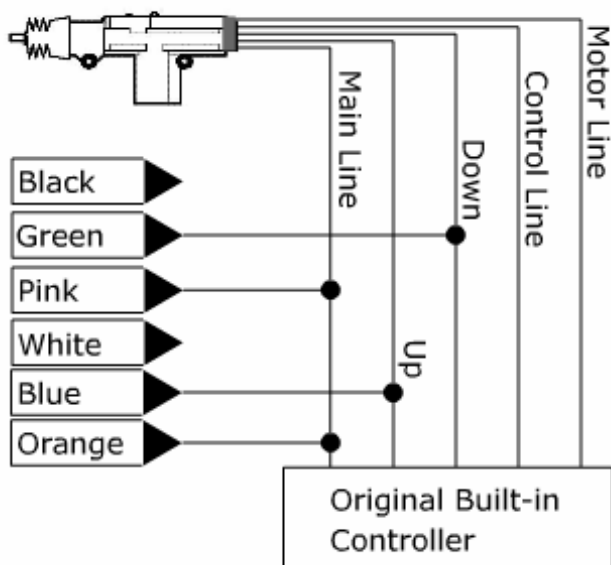 Motor Line
Control Line
Down
Main Line
Up
Black
Green
Pink
White
Blue
Orange
Original Built-in
Controller